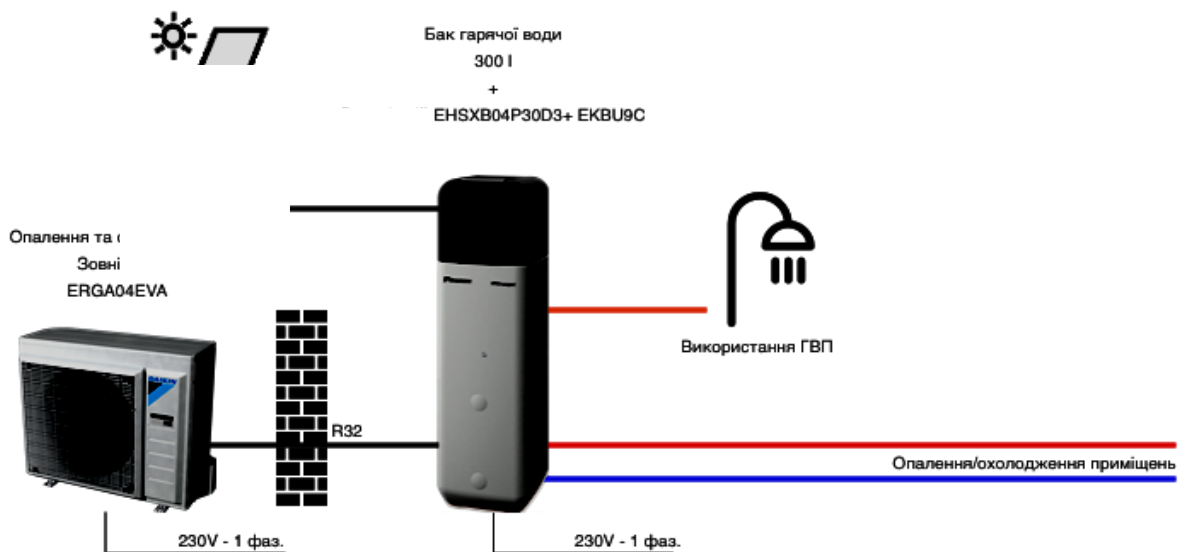 Бак гарячої води
300 l
+
EHSXB04P30D3+ EKBU9C
Опалення та
Зовні
ERGA04EVA
DAIKIN
R32
Використання ГВП
Опалення/охолодження приміщень
230V - 1 фаз.
230V - 1 фаз.